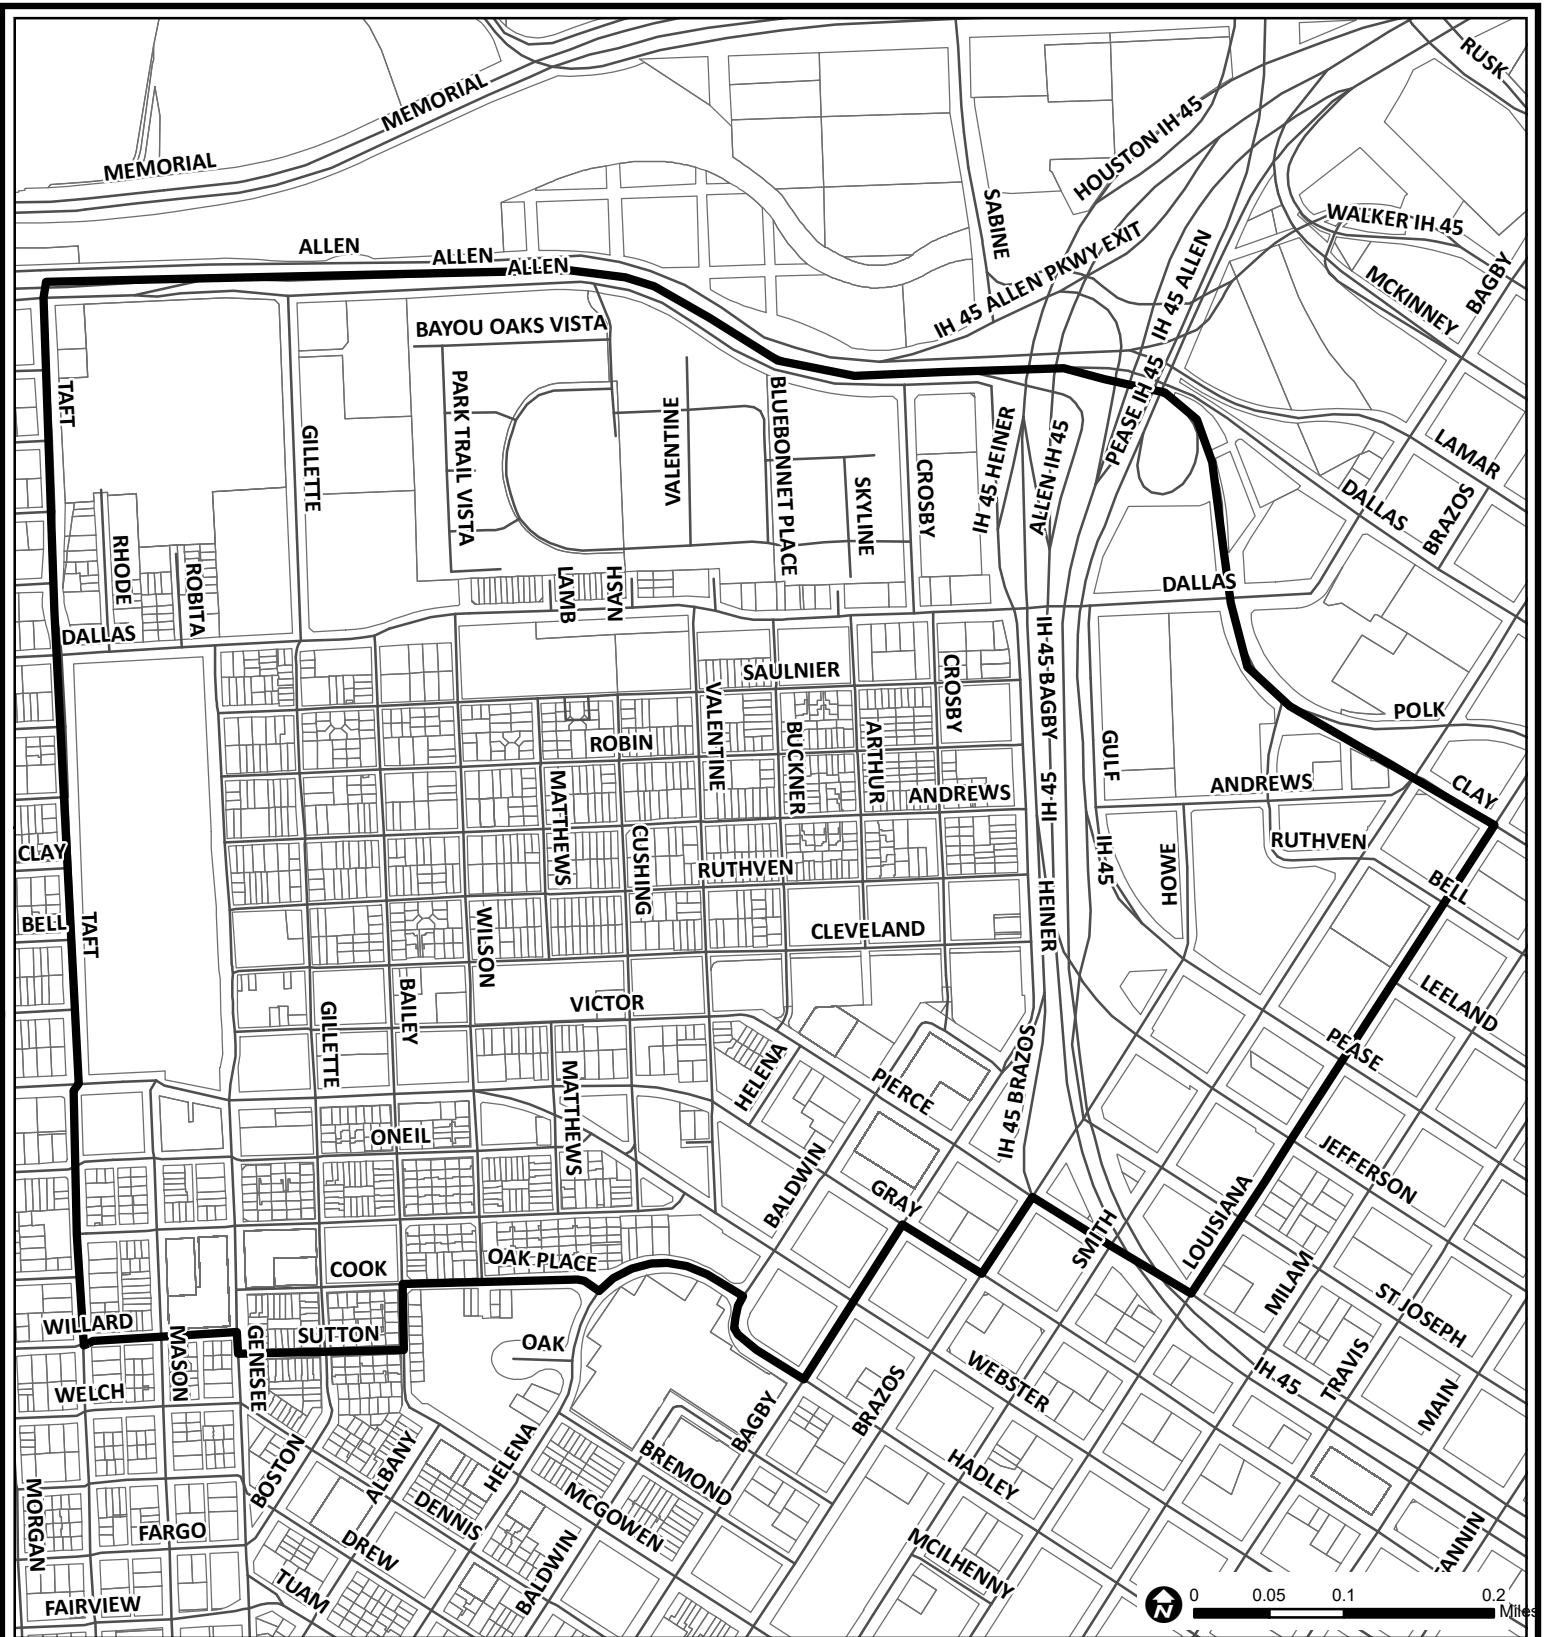 RUSK
MEMORIAL
MEMORIAL
HOUSTON IH 45
SABINE
WALKER IH 45
ALLEN
ALLEN
ALLEN
IH 45 ALLEN PKWY EXIT
IH 45 ALLEN
MCKINNEY
BAGBY
BAYOU OAKS VISTA
TAFT
GILLETTE
PARK TRAIL VISTA
VALENTINE
BLUEBONNET PLACE
SKYLINE
CROSBY
IH 45 HEINER
ALLEN IH 45
PEASE IH 45
LAMAR
DALLAS
BRAZOS
RHODE
ROBITA
LAMB
NASH
DALLAS
DALLAS
SAULNIER
VALENTINE
CROSBY
IH 45 BAGBY
POLK
ROBIN
BUCKNER
ARTHUR
GULF
MATTHEWS
ANDREWS
IH 45
ANDREWS
CLAY
CLAY
CUSHING
RUTHVEN
IH 45
HOWE
RUTHVEN
BELL
BELL
TAFT
WILSON
CLEVELAND
HEINER
LEELAND
BAILEY
GILLETTE
VICTOR
PEASE
HELENA
PIERCE
IH 45 BRAZOS
MATTHEWS
ONEIL
JEFFERSON
BALDWIN
GRAY
SMITH
LOUISIANA
COOK
OAK PLACE
MILAM
ST JOSEPH
WILLARD
MASON
GENESEE
SUTTON
OAK
WELCH
WEBSTER
IH 45
TRAVIS
MAIN
BAGBY
BRAZOS
BOSTON
ALBANY
HELENA
BREMOND
HADLEY
MORGAN
FARGO
DENNIS
MCGOWEN
DREW
BALDWIN
MCILHENNY
ANNIN
FAIRVIEW
TUAM
N
0 0.05 0.1 0.2
Miles